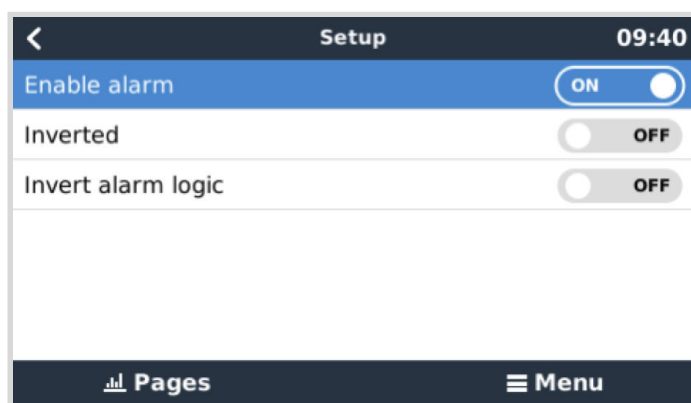 Setup 09:40
Enable alarm ON
Inverted OFF
Invert alarm logic OFF
Pages Menu